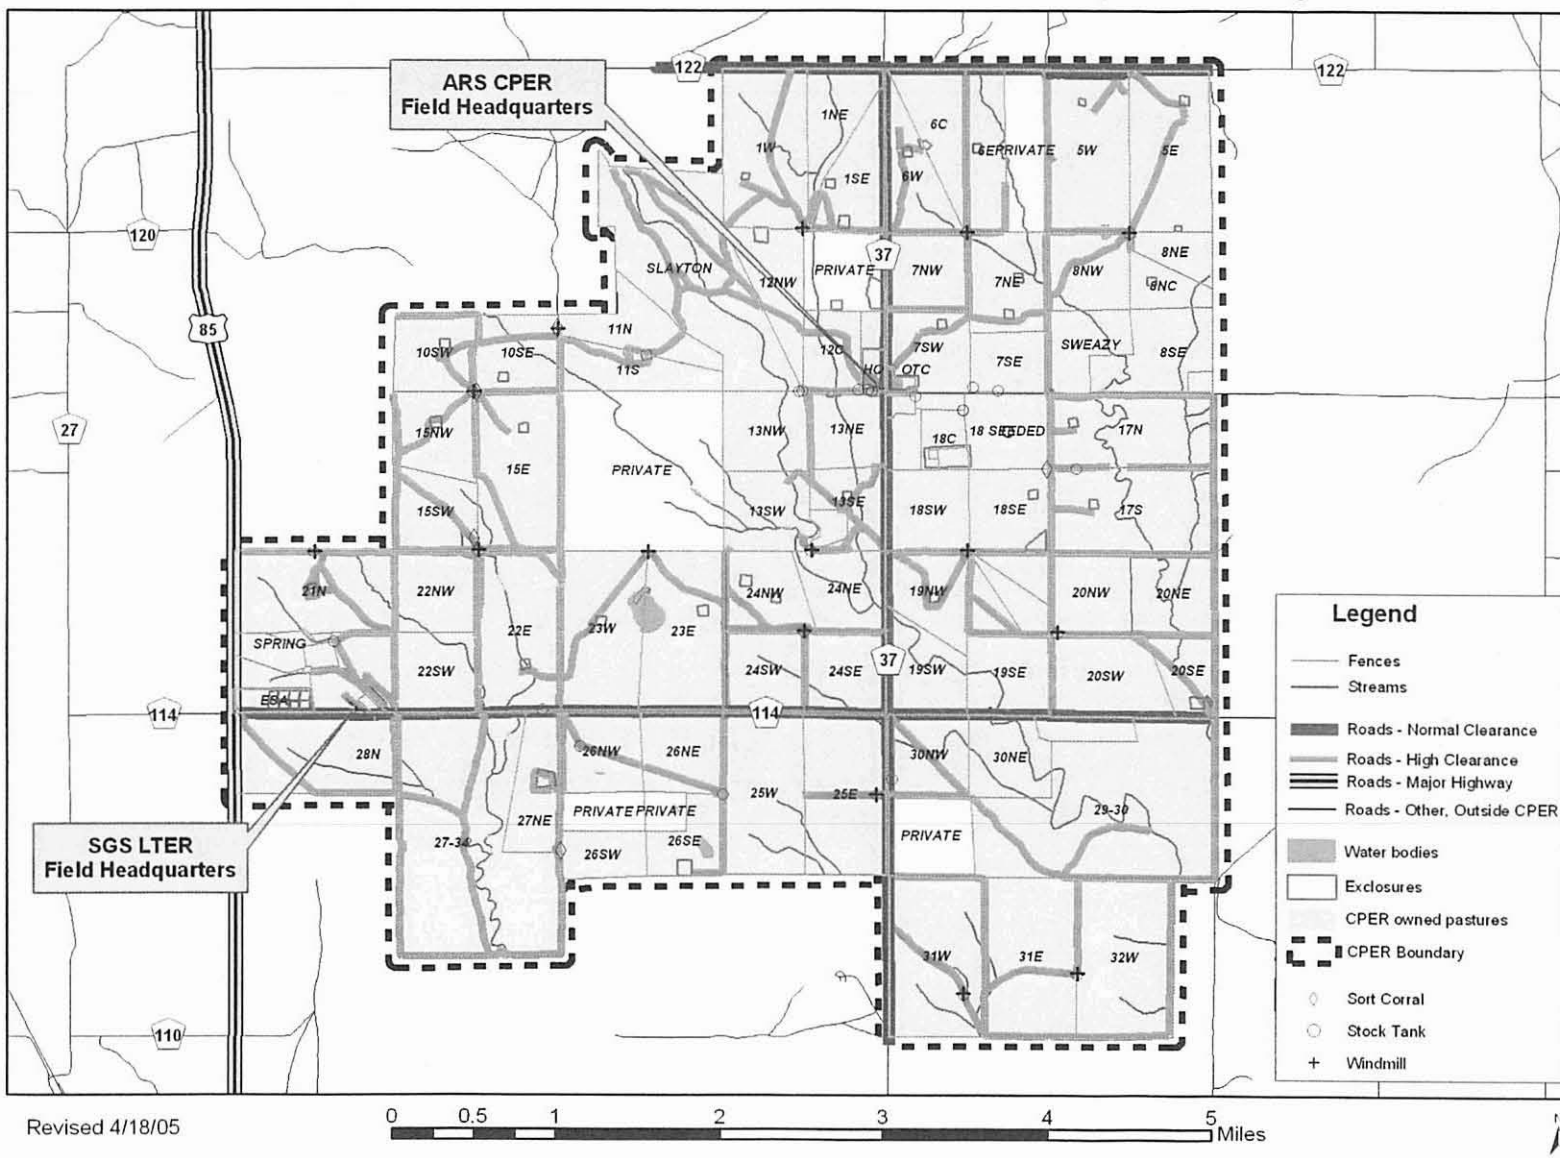 122
122
ARS CPER
Field Headquarters
1NE
6C
1W
6E
PRIVATE
5W
5E
1SE
6W
120
37
SLAYTON
12NW
PRIVATE
7NW
7NE
8NW
8NE
8NC
85
11N
10SW
10SE
11S
12C
7SW
7SE
SWEAZY
8SE
HQ
OTC
27
15NW
13NW
13NE
18C
18 SEEDED
17N
15E
PRIVATE
15SW
13SW
13SE
18SW
18SE
17S
21N
22NW
24NW
24NE
19NW
20NW
20NE
SPRING
22E
23W
23E
22SW
24SW
24SE
37
19SW
19SE
20SW
20SE
ESA
114
114
28N
26NW
26NE
30NW
30NE
25W
25E
27NE
PRIVATE
PRIVATE
29-30
27-34
26SW
26SE
PRIVATE
SGS LTER
Field Headquarters
31W
31E
32W
110
Legend
Fences
Streams
Roads - Normal Clearance
Roads - High Clearance
Roads - Major Highway
Roads - Other, Outside CPER
Water bodies
Exclosures
CPER owned pastures
CPER Boundary
Sort Corral
Stock Tank
Windmill
Revised 4/18/05
0 0.5 1 2 3 4 5
Miles